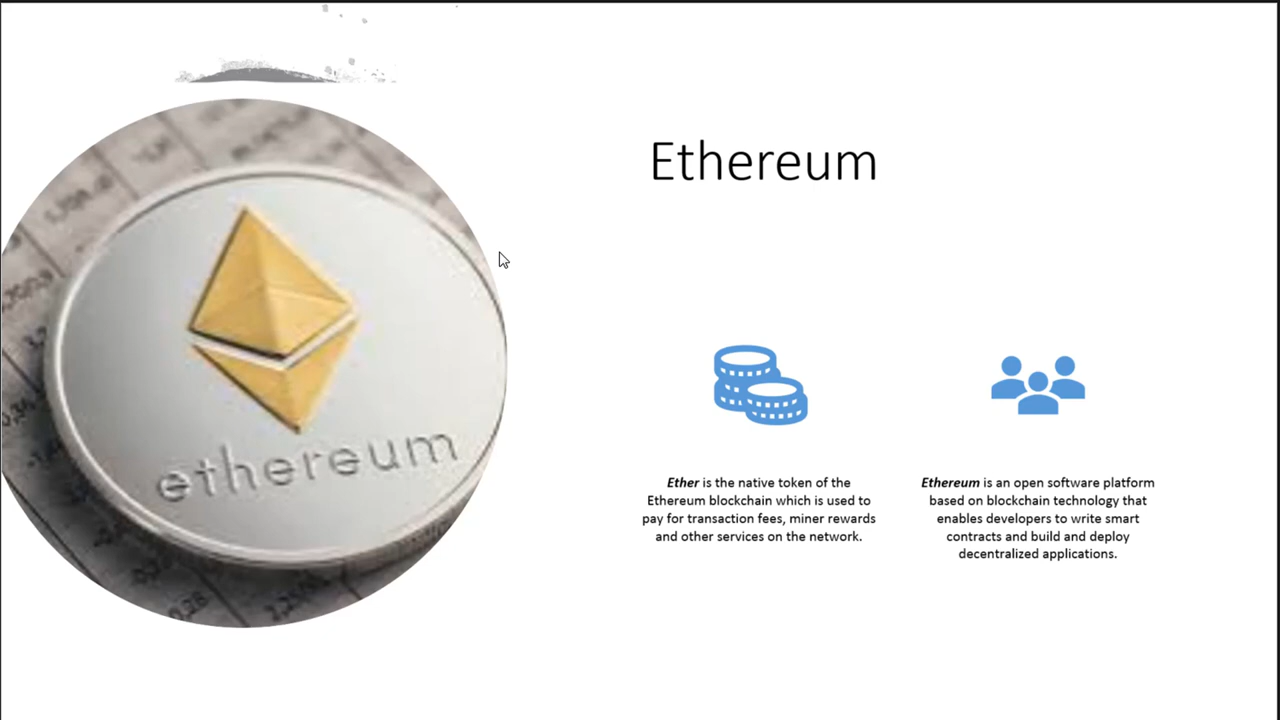 Ethereum
ethereum
Ether is the native token of the
Ethereum blockchain which is used to
pay for transaction fees, miner rewards
and other services on the network.
Ethereum is an open software platform
based on blockchain technology that
enables developers to write smart
contracts and build and deploy
decentralized applications.